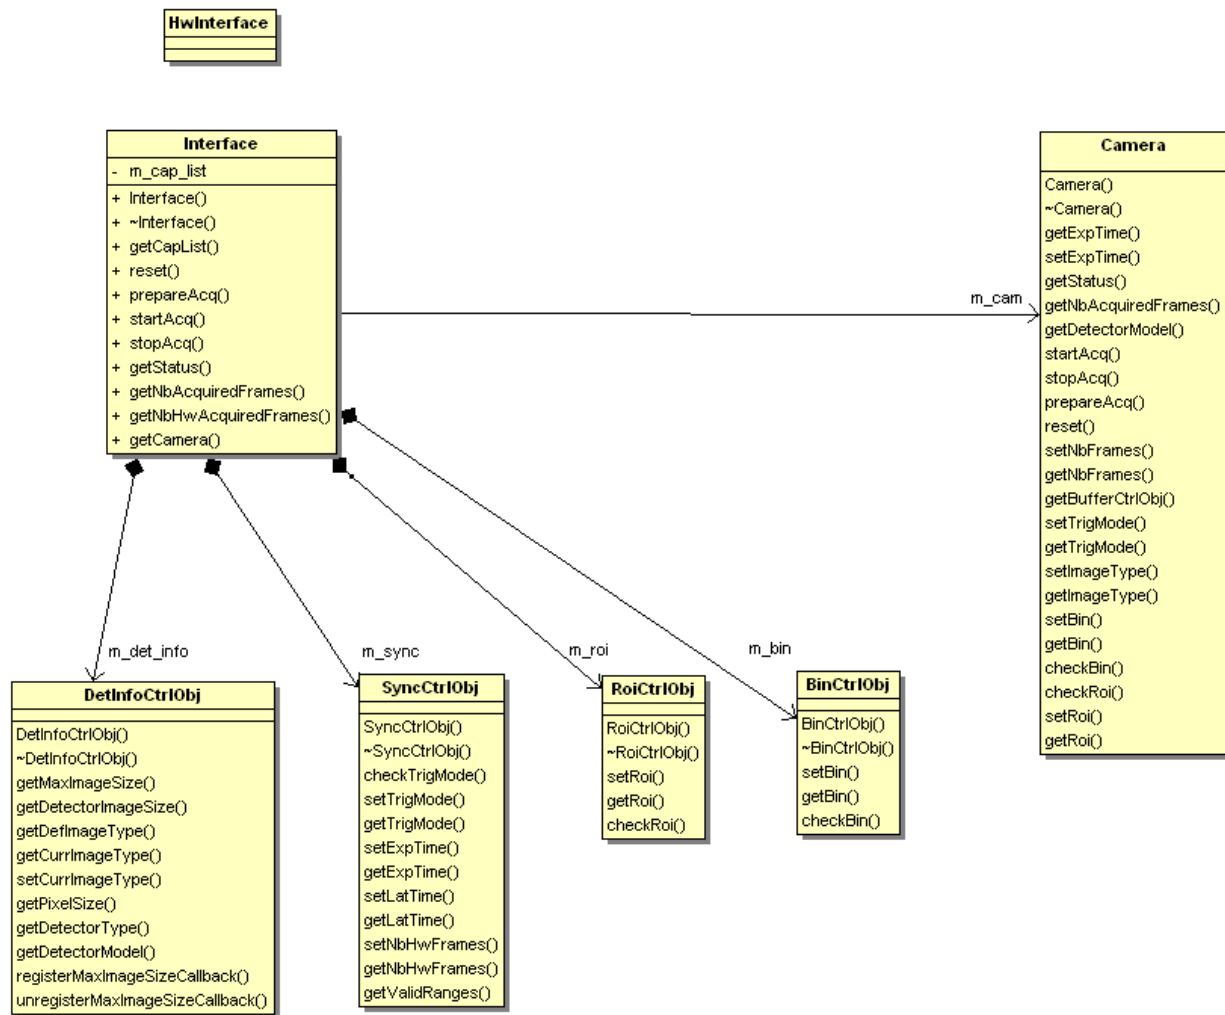 HwInterface
Interface
- m_cap_list
+ Interface()
+ ~Interface()
+ getCapList()
+ reset()
+ prepareAcq()
+ startAcq()
+ stopAcq()
+ getStatus()
+ getNbAcquiredFrames()
+ getNbHwAcquiredFrames()
+ getCamera()
m_cam
Camera
Camera()
~Camera()
getExpTime()
setExpTime()
getStatus()
getNbAcquiredFrames()
getDetectorModel()
startAcq()
stopAcq()
prepareAcq()
reset()
setNbFrames()
getNbFrames()
getBufferCtrlObj()
setTrigMode()
getTrigMode()
setImageType()
getImageType()
setBin()
getBin()
checkBin()
checkRoi()
setRoi()
getRoi()
m_det_info
DetInfoCtrlObj
DetInfoCtrlObj()
~DetInfoCtrlObj()
getMaxImageSize()
getDetectorImageSize()
getDefImageType()
getCurrImageType()
setCurrImageType()
getPixelSize()
getDetectorType()
getDetectorModel()
registerMaxImageSizeCallback()
unregisterMaxImageSizeCallback()
m_sync
SyncCtrlObj
SyncCtrlObj()
~SyncCtrlObj()
checkTrigMode()
setTrigMode()
getTrigMode()
setExpTime()
getExpTime()
setLatTime()
getLatTime()
setNbHwFrames()
getNbHwFrames()
getValidRanges()
m_roi
RoiCtrlObj
RoiCtrlObj()
~RoiCtrlObj()
setRoi()
getRoi()
checkRoi()
m_bin
BinCtrlObj
BinCtrlObj()
~BinCtrlObj()
setBin()
getBin()
checkBin()